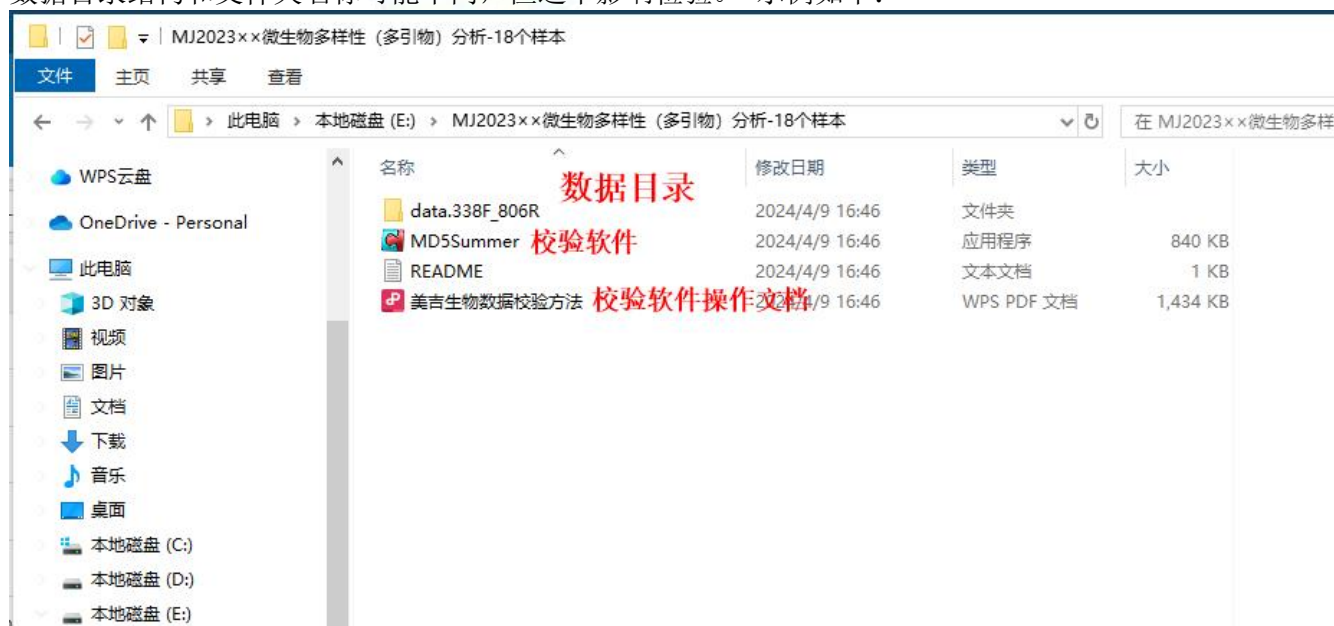 MJ2023××微生物多样性（多引物）分析-18个样本
文件 主页 共享 查看
此电脑 › 本地磁盘 (E:) › MJ2023××微生物多样性（多引物）分析-18个样本
在 MJ2023××微生物多样
WPS云盘
OneDrive - Personal
此电脑
3D 对象
视频
图片
文档
下载
音乐
桌面
本地磁盘 (C:)
本地磁盘 (D:)
本地磁盘 (E:)
名称 修改日期 类型 大小
数据目录
data.338F_806R 2024/4/9 16:46 文件夹
MD5Summer 校验软件 2024/4/9 16:46 应用程序 840 KB
README 2024/4/9 16:46 文本文档 1 KB
美吉生物数据校验方法 校验软件操作文档 2024/4/9 16:46 WPS PDF 文档 1,434 KB